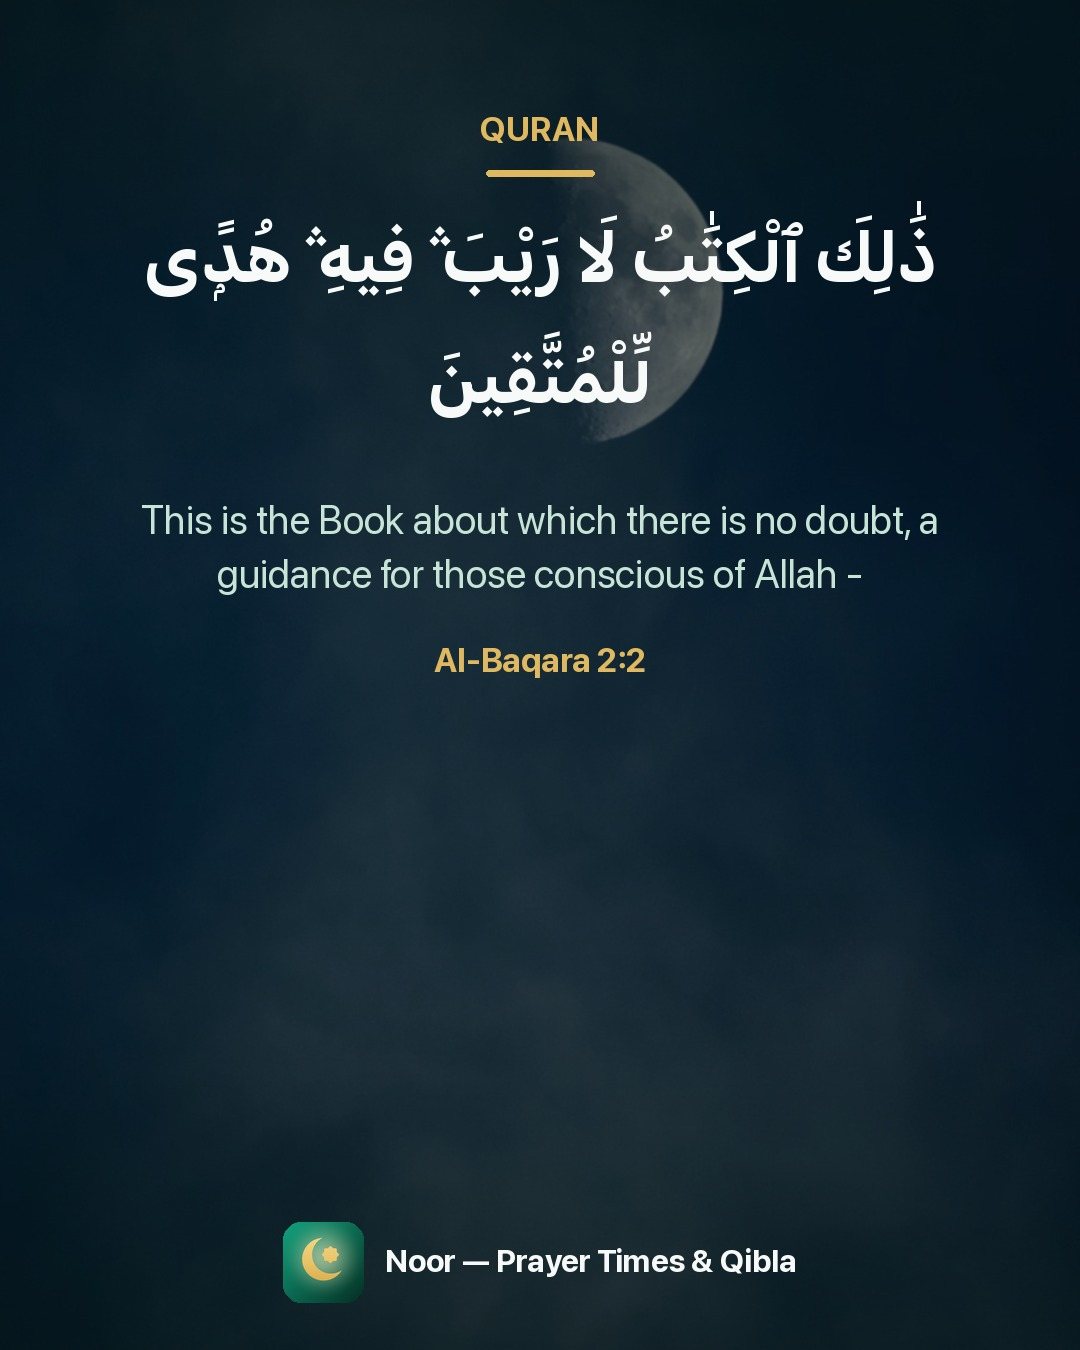 QURAN
ذَٰلِكَ ٱلْكِتَٰبُ لَا رَيْبَ ۛ فِيهِ ۛ هُدًۭى
لِّلْمُتَّقِينَ
This is the Book about which there is no doubt, a
guidance for those conscious of Allah -
Al-Baqara 2:2
Noor — Prayer Times & Qibla